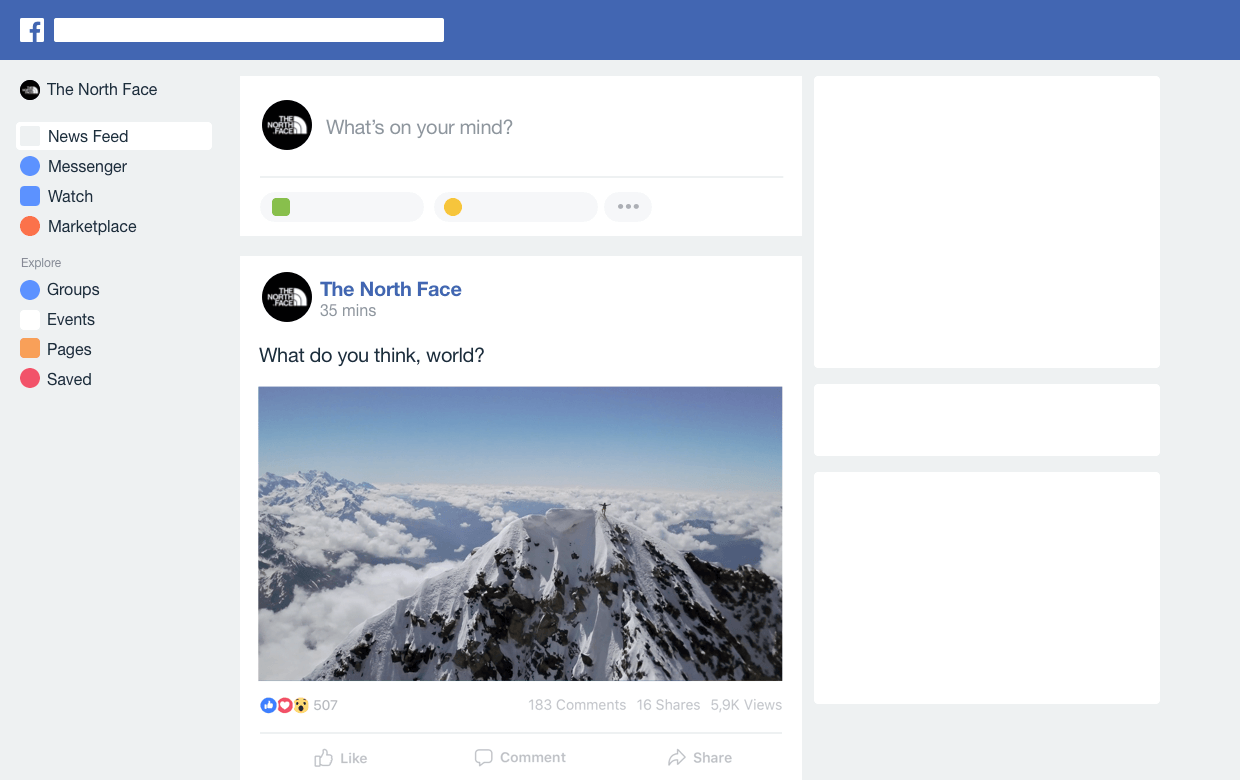 The North Face
News Feed
Messenger
Watch
Marketplace
Explore
Groups
Events
Pages
Saved
THE
NORTH
FACE
What's on your mind?
THE
NORTH
FACE
The North Face
35 mins
What do you think, world?
507
183 Comments 16 Shares 5,9K Views
Like Comment Share